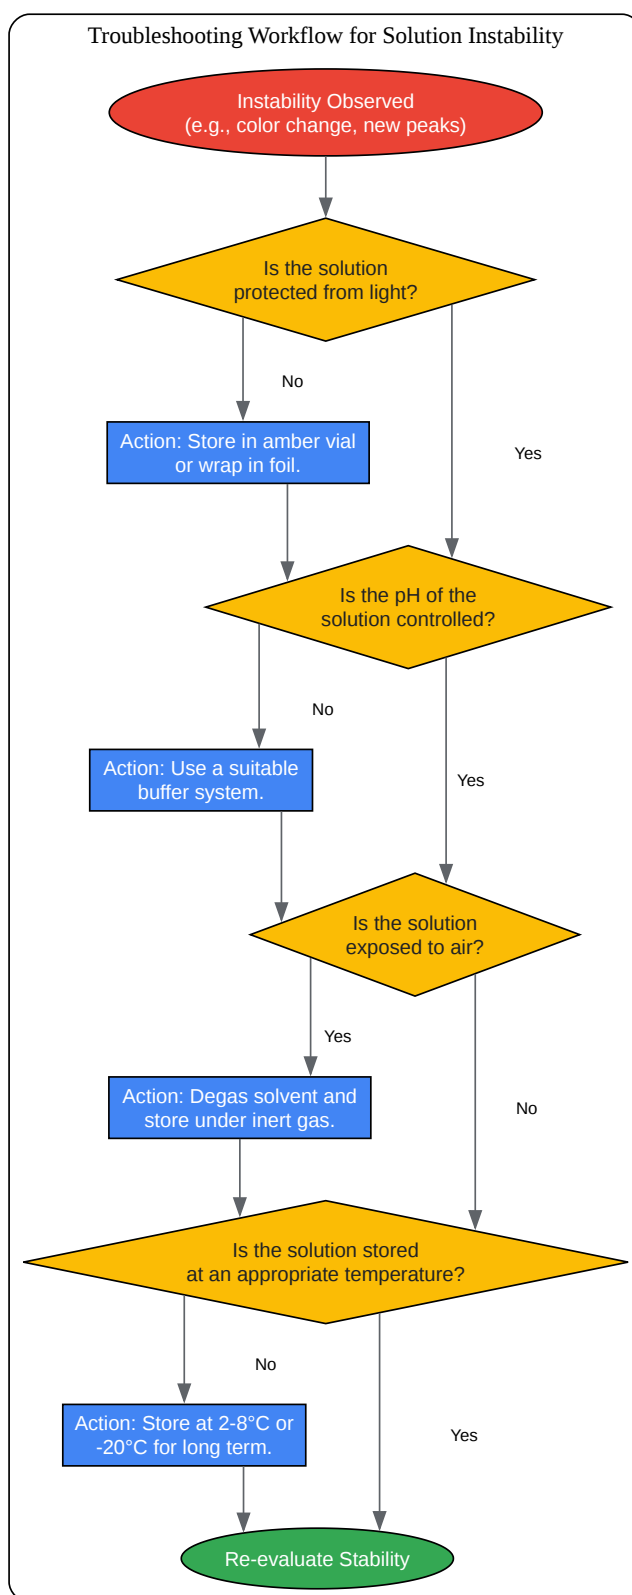 Troubleshooting Workflow for Solution Instability
Instability Observed
(e.g., color change, new peaks)
Is the solution
protected from light?
No
Action: Store in amber vial
or wrap in foil.
Yes
Is the pH of the
solution controlled?
No
Action: Use a suitable
buffer system.
Yes
Is the solution
exposed to air?
Yes
Action: Degas solvent and
store under inert gas.
No
Is the solution stored
at an appropriate temperature?
No
Action: Store at 2-8°C or
-20°C for long term.
Yes
Re-evaluate Stability